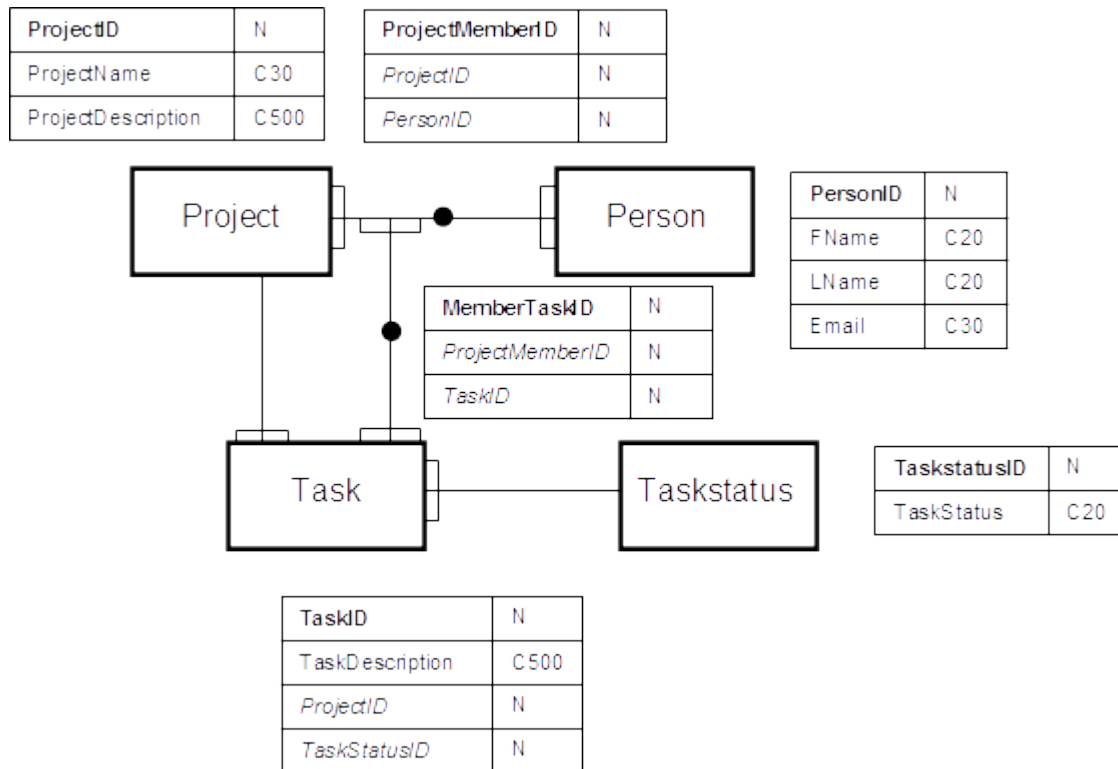 ProjectID N
ProjectName C30
ProjectDescription C500
ProjectMemberID N
ProjectID N
PersonID N
Project
Person
PersonID N
FName C20
LName C20
Email C30
MemberTaskID N
ProjectMemberID N
TaskID N
Task
Taskstatus
TaskstatusID N
TaskStatus C20
TaskID N
TaskDescription C500
ProjectID N
TaskStatusID N